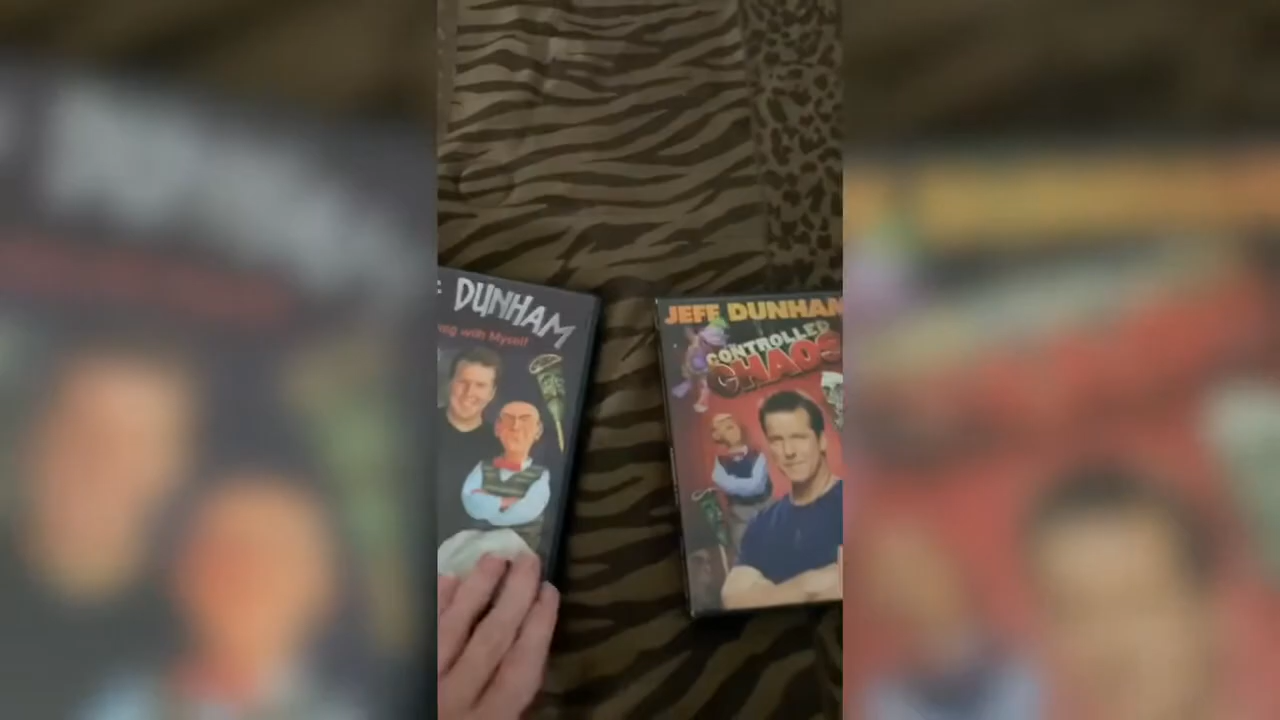 DUNHAM
with Myself
JEFF DUNHAM
CONTROLLED
CHAOS